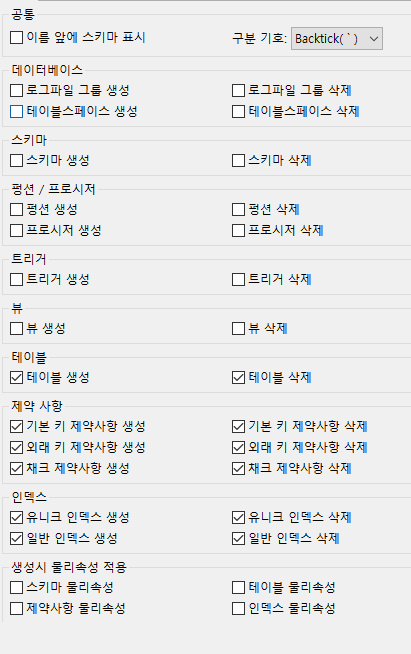 공통
이름 앞에 스키마 표시 구분 기호: Backtick( ` )
데이터베이스
로그파일 그룹 생성 로그파일 그룹 삭제
테이블스페이스 생성 테이블스페이스 삭제
스키마
스키마 생성 스키마 삭제
펑션 / 프로시저
펑션 생성 펑션 삭제
프로시저 생성 프로시저 삭제
트리거
트리거 생성 트리거 삭제
뷰
뷰 생성 뷰 삭제
테이블
테이블 생성 테이블 삭제
제약 사항
기본 키 제약사항 생성 기본 키 제약사항 삭제
외래 키 제약사항 생성 외래 키 제약사항 삭제
채크 제약사항 생성 채크 제약사항 삭제
인덱스
유니크 인덱스 생성 유니크 인덱스 삭제
일반 인덱스 생성 일반 인덱스 삭제
생성시 물리속성 적용
스키마 물리속성 테이블 물리속성
제약사항 물리속성 인덱스 물리속성